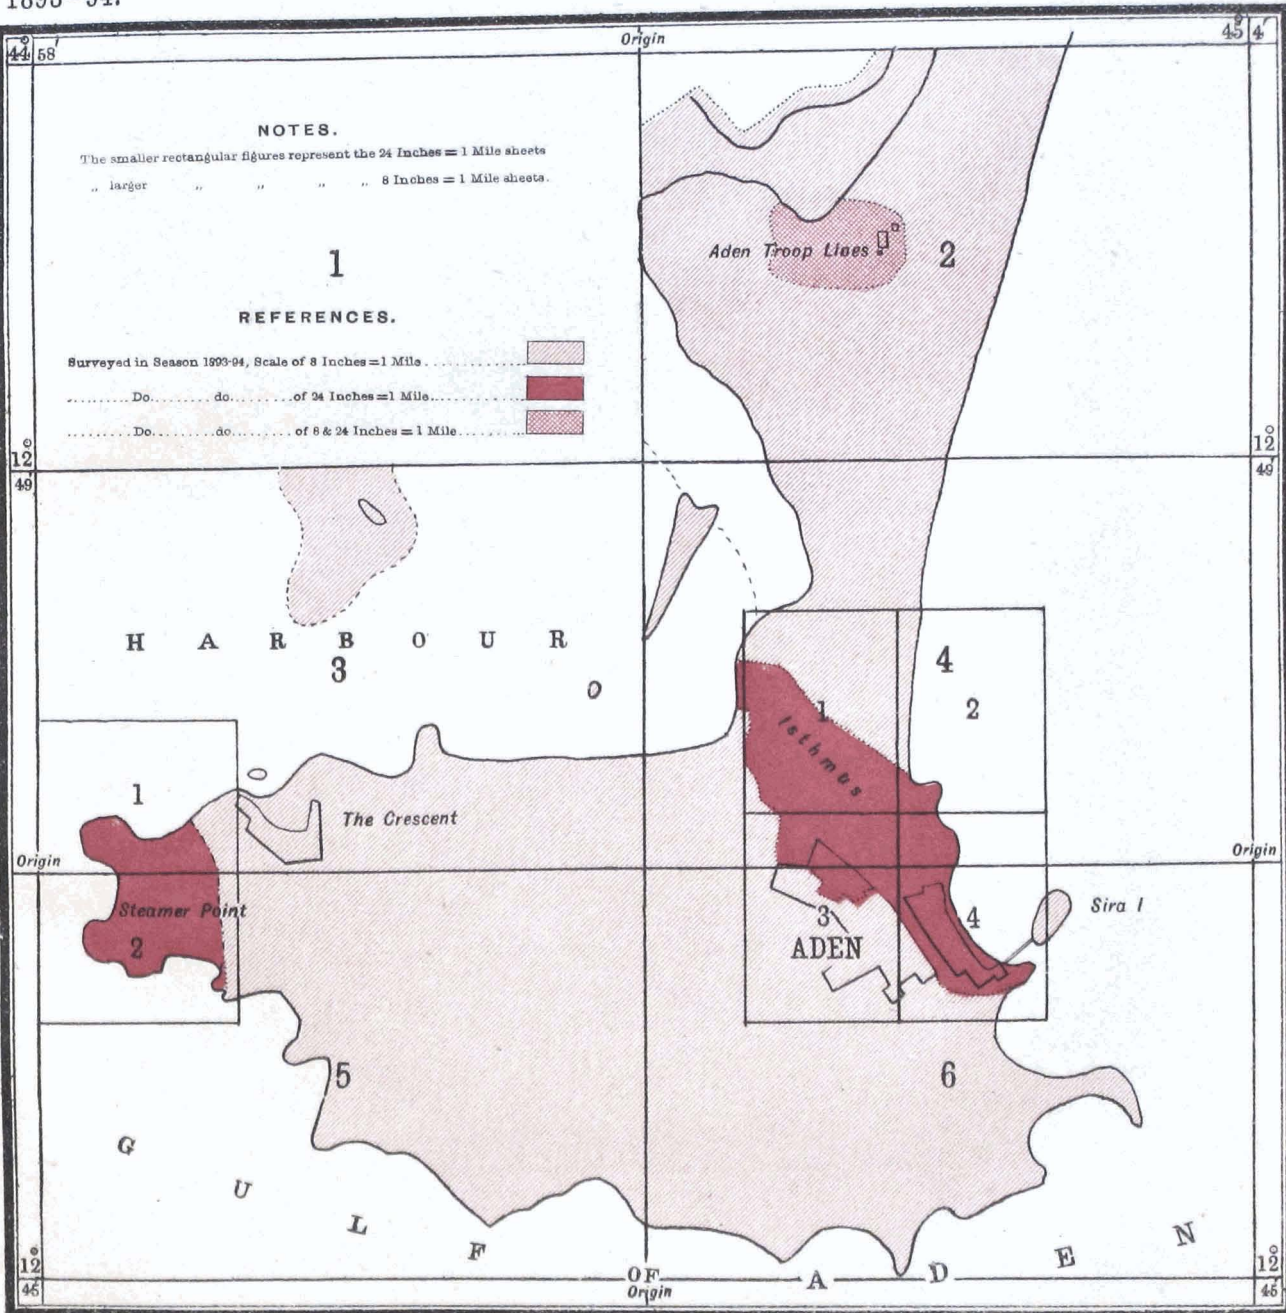 Origin
44° 58′
45° 4′
NOTES.
The smaller rectangular figures represent the 24 Inches = 1 Mile sheets
„ larger „ „ „ „ 8 Inches = 1 Mile sheets.
1
Aden Troop Lines
2
REFERENCES.
Surveyed in Season 1893-94, Scale of 8 Inches = 1 Mile
„ Do. do. of 24 Inches = 1 Mile
Do. do. of 8 & 24 Inches = 1 Mile
12° 49′
12° 49′
HARBOUR
3
4
1
2
Isthmus
1
The Crescent
Origin
Origin
Steamer Point
2
3
4
Sira I
ADEN
5
6
GULF OF ADEN
12°
12°
Origin